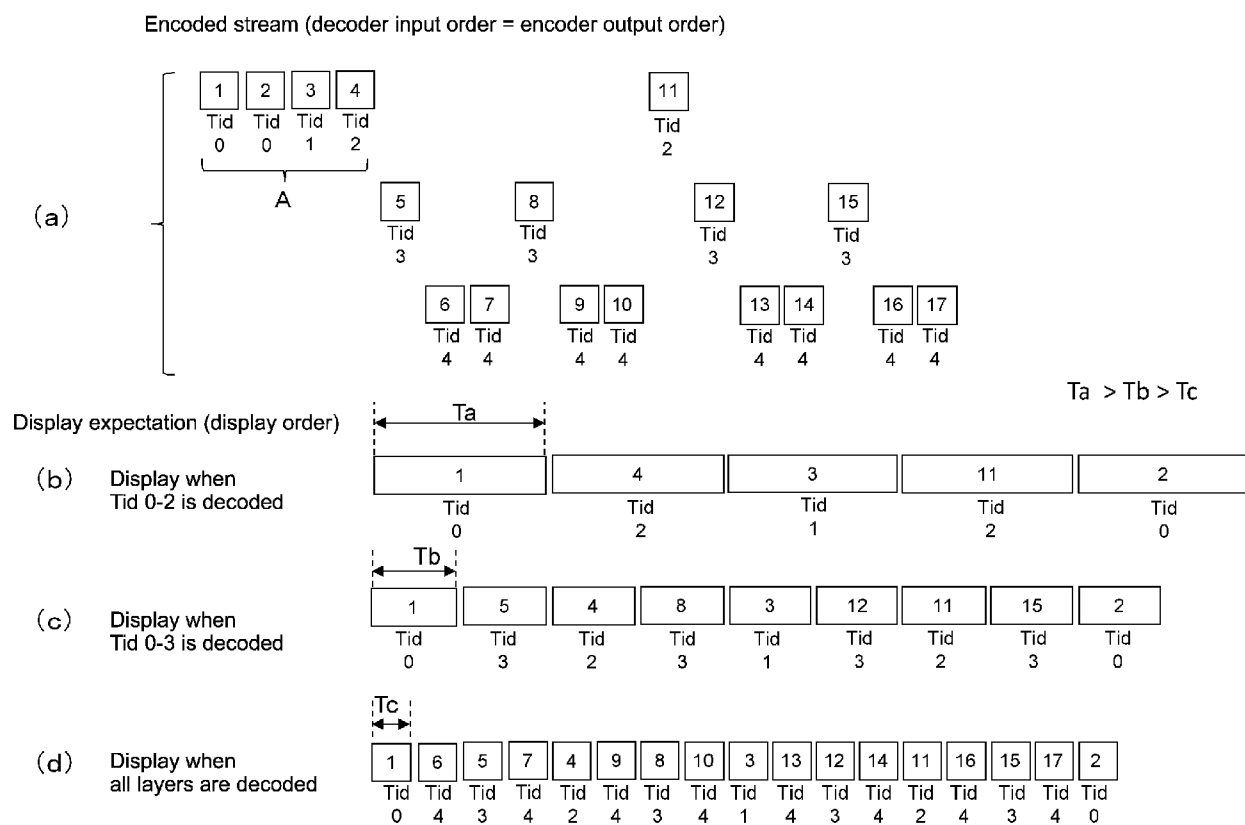 Encoded stream (decoder input order = encoder output order)
1 2 3 4 11
Tid Tid Tid Tid Tid
0 0 1 2 2
A
(a)
5 8 12 15
Tid Tid Tid Tid
3 3 3 3
6 7 9 10 13 14 16 17
Tid Tid Tid Tid Tid Tid Tid Tid
4 4 4 4 4 4 4 4
Ta > Tb > Tc
Display expectation (display order)
Ta
(b) Display when
Tid 0-2 is decoded
1 4 3 11 2
Tid Tid Tid Tid Tid
0 2 1 2 0
Tb
(c) Display when
Tid 0-3 is decoded
1 5 4 8 3 12 11 15 2
Tid Tid Tid Tid Tid Tid Tid Tid Tid
0 3 2 3 1 3 2 3 0
Tc
(d) Display when
all layers are decoded
1 6 5 7 4 9 8 10 3 13 12 14 11 16 15 17 2
Tid Tid Tid Tid Tid Tid Tid Tid Tid Tid Tid Tid Tid Tid Tid Tid Tid
0 4 3 4 2 4 3 4 1 4 3 4 2 4 3 4 0